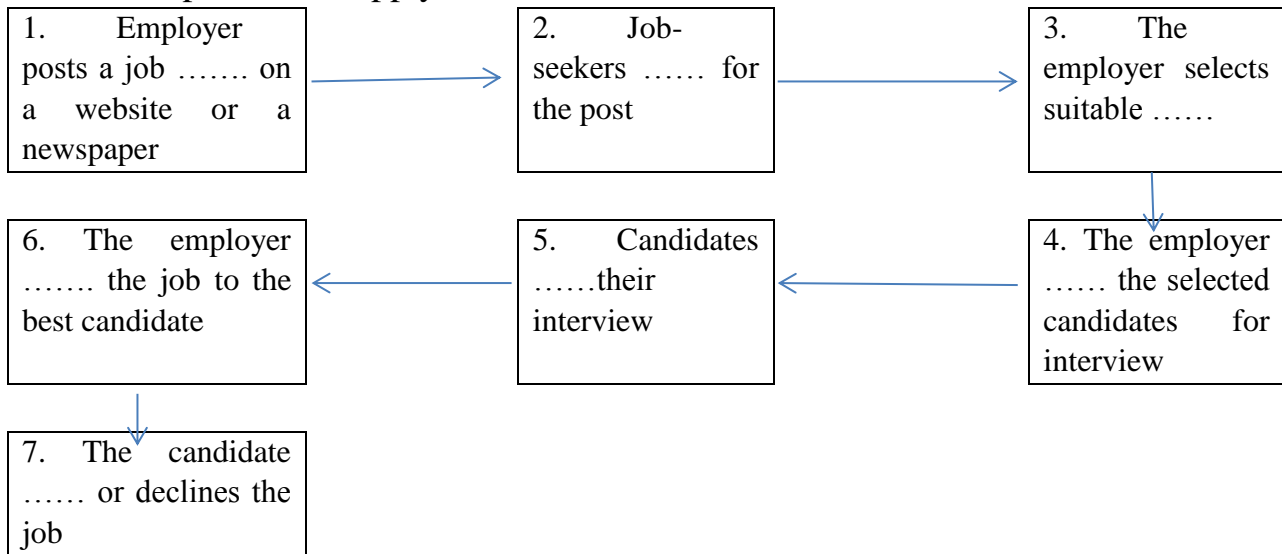 1. Employer
posts a job ……. on
a website or a
newspaper
2. Job-
seekers …… for
the post
3. The
employer selects
suitable ……
4. The employer
…… the selected
candidates for
interview
5. Candidates
……their
interview
6. The employer
……. the job to the
best candidate
7. The candidate
…… or declines the
job